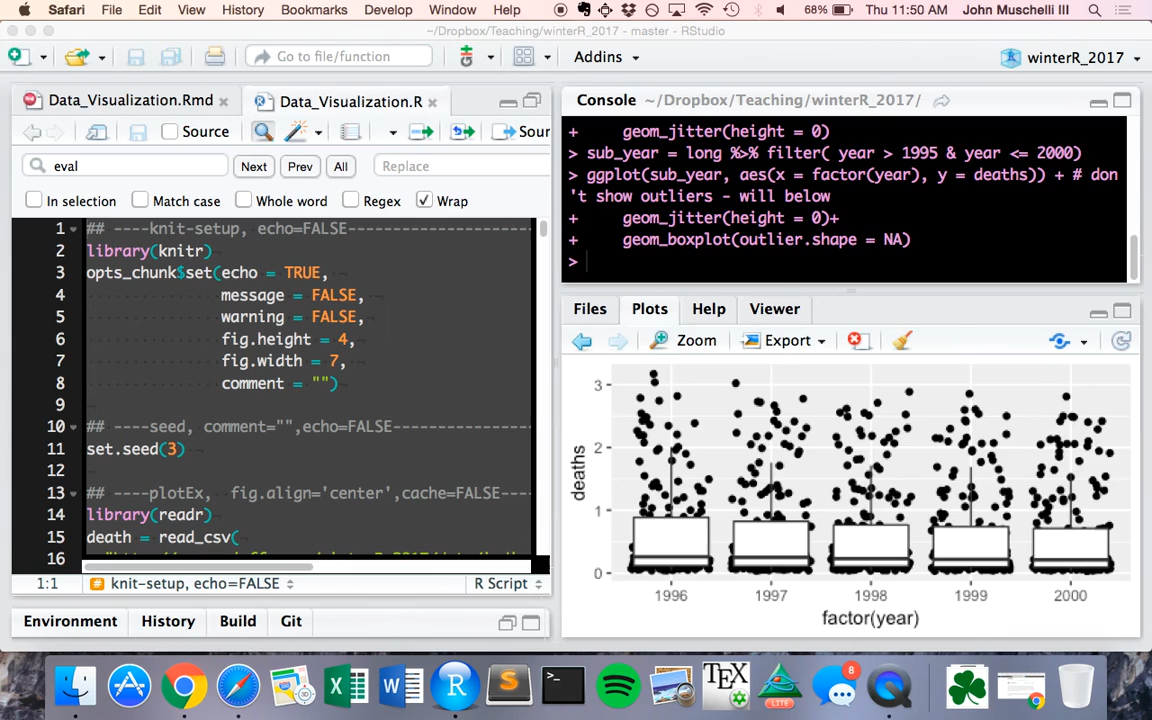 Safari File Edit View History Bookmarks Develop Window Help 68% Thu 11:50 AM John Muschelli III
~/Dropbox/Teaching/winterR_2017 - master - RStudio
Go to file/function Addins winterR_2017
Data_Visualization.Rmd Data_Visualization.R
Source Sour
eval Next Prev All Replace
In selection Match case Whole word Regex Wrap
1 ## ----knit-setup, echo=FALSE-----------------------
2 library(knitr)
3 opts_chunk$set(echo = TRUE,
4 message = FALSE,
5 warning = FALSE,
6 fig.height = 4,
7 fig.width = 7,
8 comment = "")
9
10 ## ----seed, comment="",echo=FALSE----------------
11 set.seed(3)
12
13 ## ----plotEx,  fig.align='center',cache=FALSE----
14 library(readr)
15 death = read_csv(
16
1:1 knit-setup, echo=FALSE R Script
Environment History Build Git
Console ~/Dropbox/Teaching/winterR_2017/
+ geom_jitter(height = 0)
> sub_year = long %>% filter( year > 1995 & year <= 2000)
> ggplot(sub_year, aes(x = factor(year), y = deaths)) + # don
't show outliers - will below
+ geom_jitter(height = 0)+
+ geom_boxplot(outlier.shape = NA)
>
Files Plots Help Viewer
Zoom Export
3
2
1
0
deaths
1996 1997 1998 1999 2000
factor(year)
8
TEX
LITE